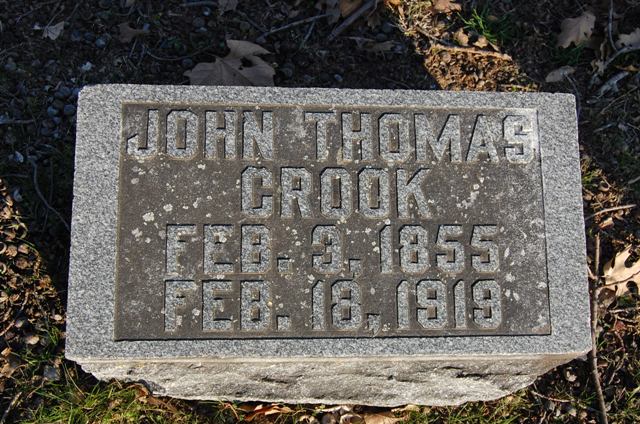 JOHN THOMAS
CROOK
FEB. 3, 1855
FEB. 18, 1919